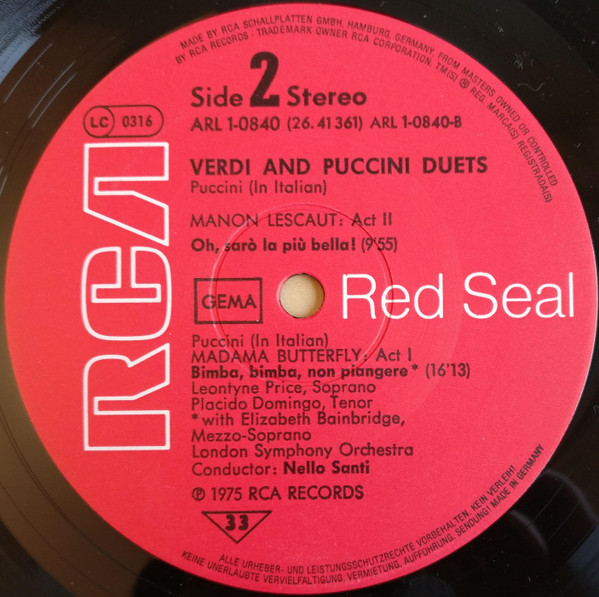 MADE BY RCA SCHALLPLATTEN GMBH, HAMBURG, GERMANY, FROM MASTERS OWNED OR CONTROLLED
BY RCA RECORDS · TRADEMARK OWNER RCA CORPORATION. TM(S) ® REG. MARCA(S) REGISTRADA(S)
Side 2 Stereo
LC 0316
ARL 1-0840 (26.41 361) ARL 1-0840-B
VERDI AND PUCCINI DUETS
Puccini (In Italian)
MANON LESCAUT: Act II
Oh, sarò la più bella! (9'55)
RCA
GEMA
Red Seal
Puccini (In Italian)
MADAMA BUTTERFLY: Act I
Bimba, bimba, non piangere * (16'13)
Leontyne Price, Soprano
Placido Domingo, Tenor
* with Elizabeth Bainbridge,
Mezzo-Soprano
London Symphony Orchestra
Conductor: Nello Santi
℗ 1975 RCA RECORDS
33
ALLE URHEBER- UND LEISTUNGSSCHUTZRECHTE VORBEHALTEN. KEIN VERLEIH!
KEINE UNERLAUBTE VERVIELFÄLTIGUNG, VERMIETUNG, AUFFÜHRUNG, SENDUNG! MADE IN GERMANY